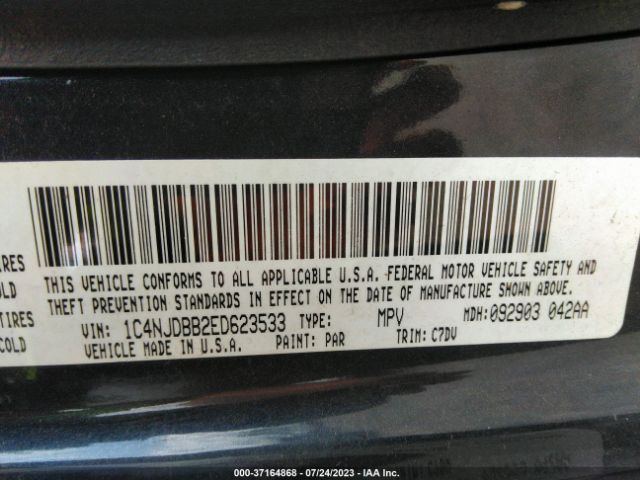 IRES
OLD
TIRES
COLD
THIS VEHICLE CONFORMS TO ALL APPLICABLE U.S.A. FEDERAL MOTOR VEHICLE SAFETY AND
THEFT PREVENTION STANDARDS IN EFFECT ON THE DATE OF MANUFACTURE SHOWN ABOVE.
VIN: 1C4NJDBB2ED623533 TYPE: MPV MDH:092903 042AA
VEHICLE MADE IN U.S.A. PAINT: PAR TRIM: C7DV
000-37164868 - 07/24/2023 - IAA Inc.